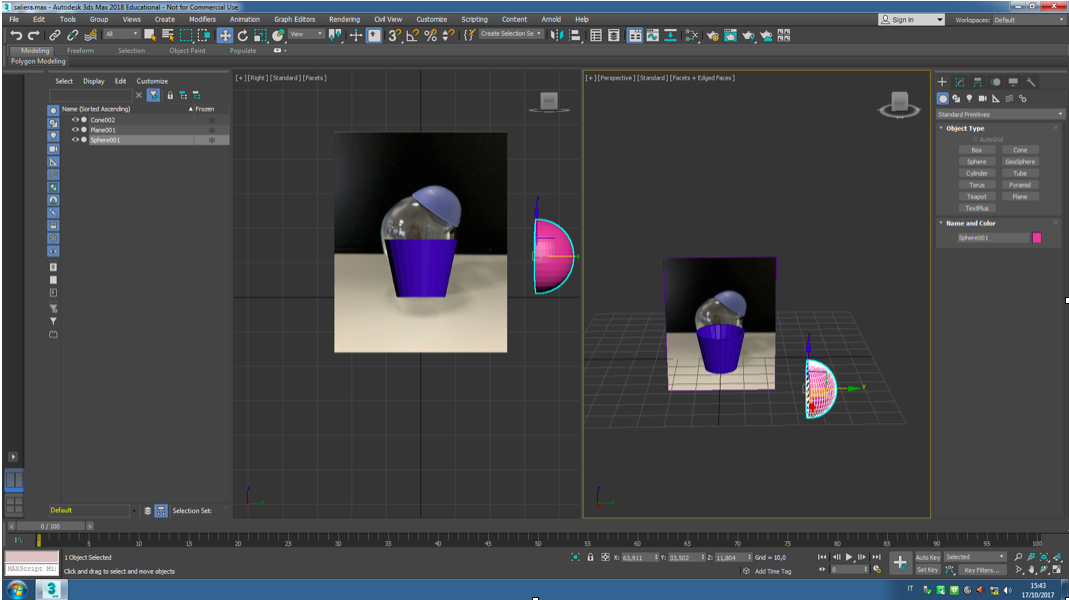 saliera.max - Autodesk 3ds Max 2018 Educational - Not for Commercial Use
File Edit Tools Group Views Create Modifiers Animation Graph Editors Rendering Civil View Customize Scripting Content Arnold Help Sign In Workspaces: Default
All View Create Selection Se
Modeling Freeform Selection Object Paint Populate
Polygon Modeling
Select Display Edit Customize
Name (Sorted Ascending) ▲ Frozen
Cone002
Plane001
Sphere001
[+] [Right] [Standard] [Facets]
[+] [Perspective] [Standard] [Facets + Edged Faces]
y
Standard Primitives
Object Type
AutoGrid
Box Cone
Sphere GeoSphere
Cylinder Tube
Torus Pyramid
Teapot Plane
TextPlus
Name and Color
Sphere001
Default Selection Set:
0 / 100
0 5 10 15 20 25 30 35 40 45 50 55 60 65 70 75 80 85 90 95 100
1 Object Selected
MAXScript Mi:
Click and drag to select and move objects
X: 63,911 Y: 33,502 Z: 11,804 Grid = 10,0
Add Time Tag
0
Auto Key Selected
Set Key Key Filters...
IT
15:43
17/10/2017